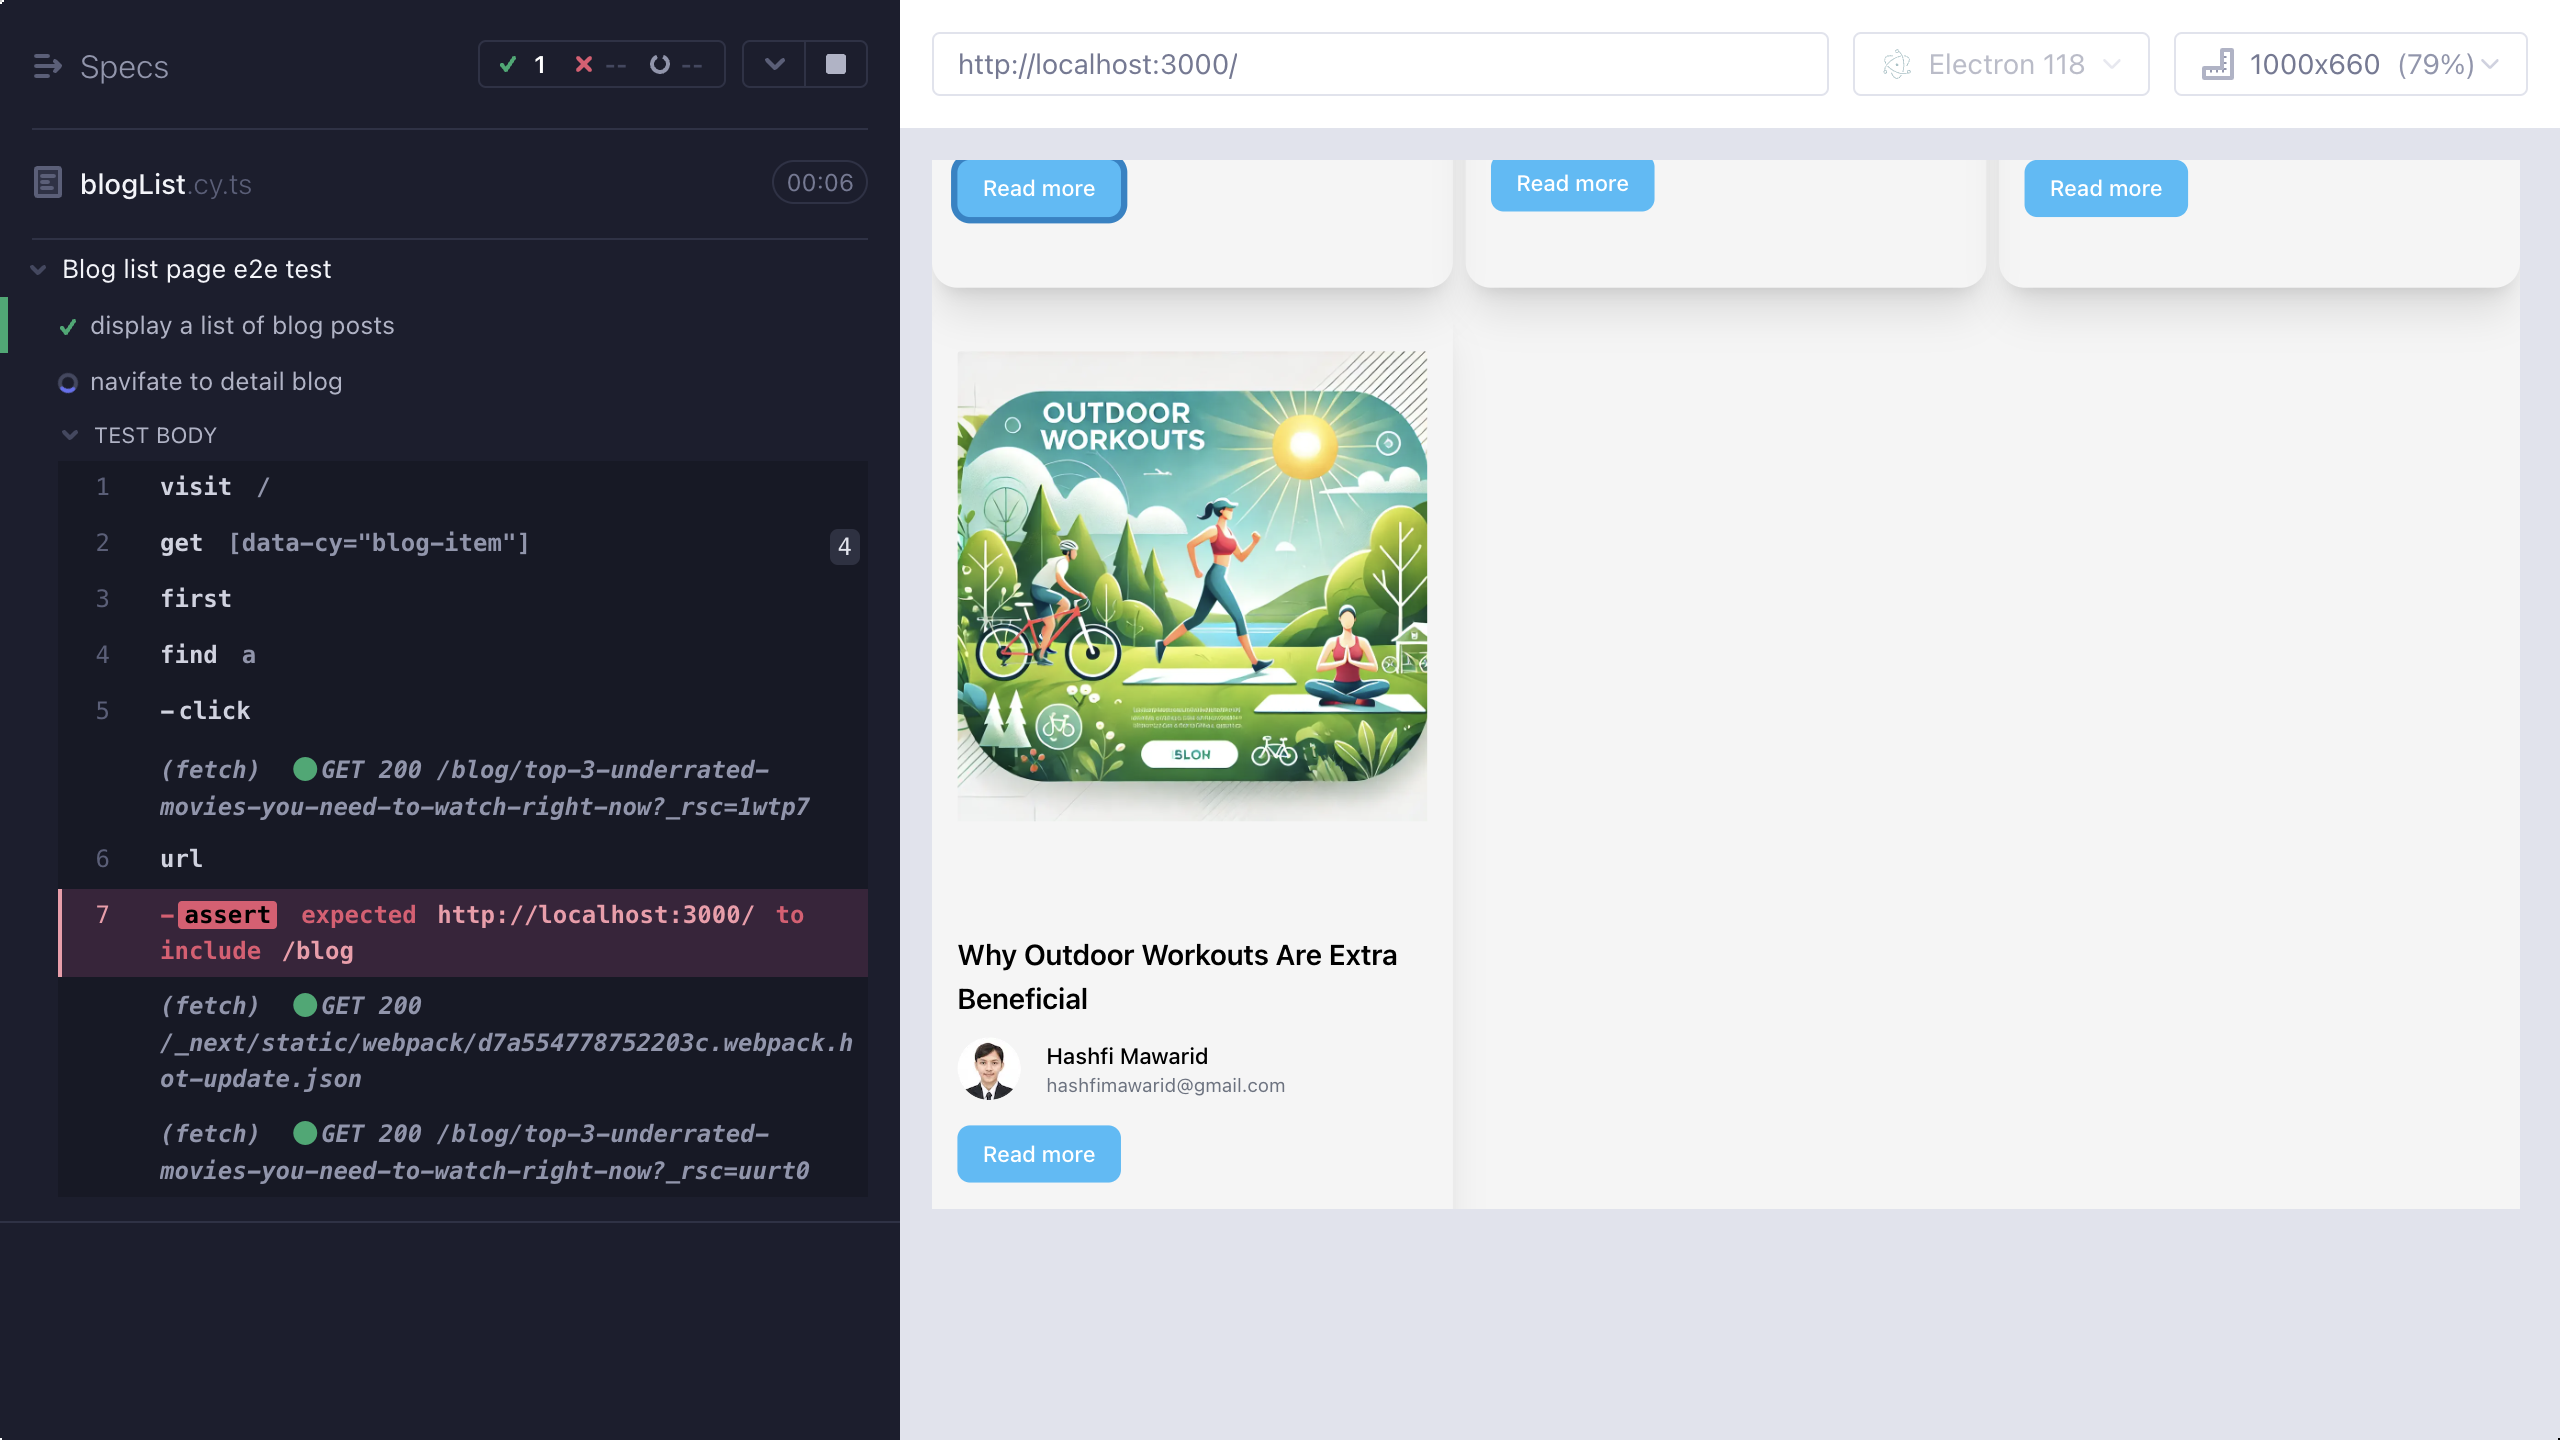 Specs
1 -- --
blogList.cy.ts 00:06
Blog list page e2e test
display a list of blog posts
navifate to detail blog
TEST BODY
1 visit /
2 get [data-cy="blog-item"] 4
3 first
4 find a
5 -click
(fetch) GET 200 /blog/top-3-underrated-
movies-you-need-to-watch-right-now?_rsc=1wtp7
6 url
7 -assert expected http://localhost:3000/ to
include /blog
(fetch) GET 200
/_next/static/webpack/d7a554778752203c.webpack.h
ot-update.json
(fetch) GET 200 /blog/top-3-underrated-
movies-you-need-to-watch-right-now?_rsc=uurt0
http://localhost:3000/
Electron 118
1000x660 (79%)
Read more
Read more
Read more
OUTDOOR
WORKOUTS
SLOH
Why Outdoor Workouts Are Extra
Beneficial
Hashfi Mawarid
hashfimawarid@gmail.com
Read more